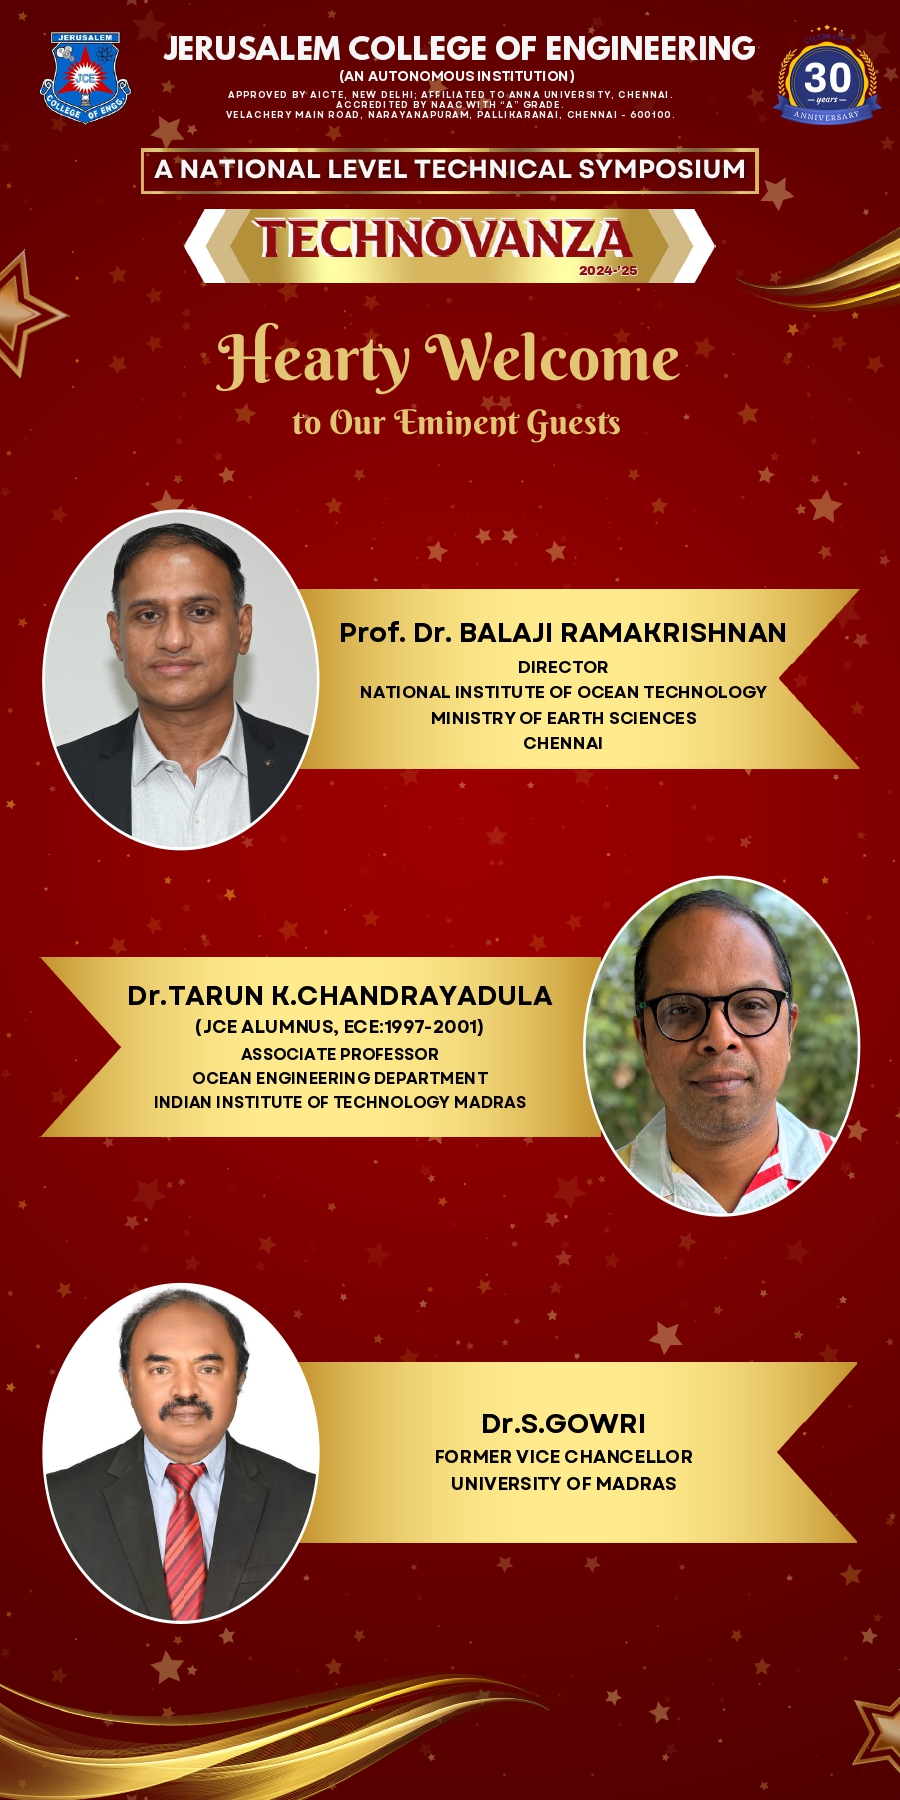 JERUSALEM
JCE
COLLEGE OF ENGG.
JERUSALEM COLLEGE OF ENGINEERING
(AN AUTONOMOUS INSTITUTION)
APPROVED BY AICTE, NEW DELHI; AFFILIATED TO ANNA UNIVERSITY, CHENNAI.
ACCREDITED BY NAAC WITH "A" GRADE.
VELACHERY MAIN ROAD, NARAYANAPURAM, PALLIKARANAI, CHENNAI - 600100.
30
years
ANNIVERSARY
A NATIONAL LEVEL TECHNICAL SYMPOSIUM
TECHNOVANZA
2024-'25
Hearty Welcome
to Our Eminent Guests
Prof. Dr. BALAJI RAMAKRISHNAN
DIRECTOR
NATIONAL INSTITUTE OF OCEAN TECHNOLOGY
MINISTRY OF EARTH SCIENCES
CHENNAI
Dr.TARUN K.CHANDRAYADULA
(JCE ALUMNUS, ECE:1997-2001)
ASSOCIATE PROFESSOR
OCEAN ENGINEERING DEPARTMENT
INDIAN INSTITUTE OF TECHNOLOGY MADRAS
Dr.S.GOWRI
FORMER VICE CHANCELLOR
UNIVERSITY OF MADRAS